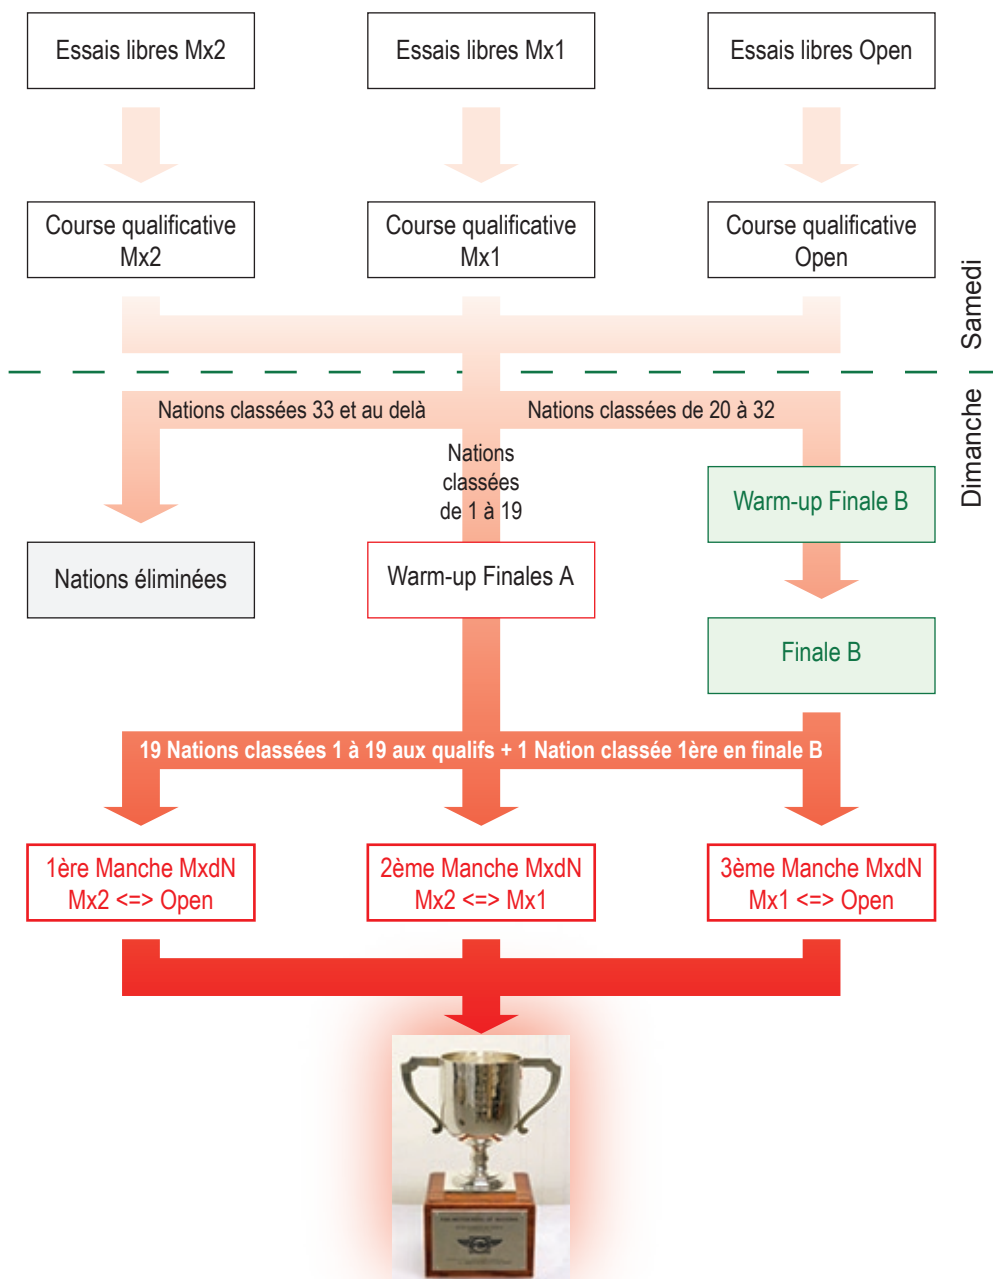 Essais libres Mx2
Essais libres Mx1
Essais libres Open
Course qualificative
Mx2
Course qualificative
Mx1
Course qualificative
Open
Samedi
Dimanche
Nations classées 33 et au delà
Nations classées de 20 à 32
Nations
classées
de 1 à 19
Warm-up Finale B
Nations éliminées
Warm-up Finales A
Finale B
19 Nations classées 1 à 19 aux qualifs + 1 Nation classée 1ère en finale B
1ère Manche MxdN
Mx2 <=> Open
2ème Manche MxdN
Mx2 <=> Mx1
3ème Manche MxdN
Mx1 <=> Open